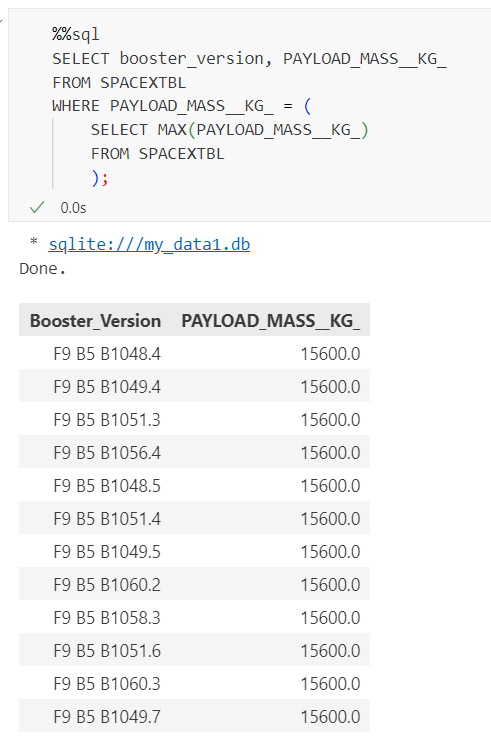 %%sql
SELECT booster_version, PAYLOAD_MASS__KG_
FROM SPACEXTBL
WHERE PAYLOAD_MASS__KG_ = (
SELECT MAX(PAYLOAD_MASS__KG_)
FROM SPACEXTBL
);
0.0s
* sqlite:///my_data1.db
Done.
Booster_Version PAYLOAD_MASS__KG_
F9 B5 B1048.4 15600.0
F9 B5 B1049.4 15600.0
F9 B5 B1051.3 15600.0
F9 B5 B1056.4 15600.0
F9 B5 B1048.5 15600.0
F9 B5 B1051.4 15600.0
F9 B5 B1049.5 15600.0
F9 B5 B1060.2 15600.0
F9 B5 B1058.3 15600.0
F9 B5 B1051.6 15600.0
F9 B5 B1060.3 15600.0
F9 B5 B1049.7 15600.0